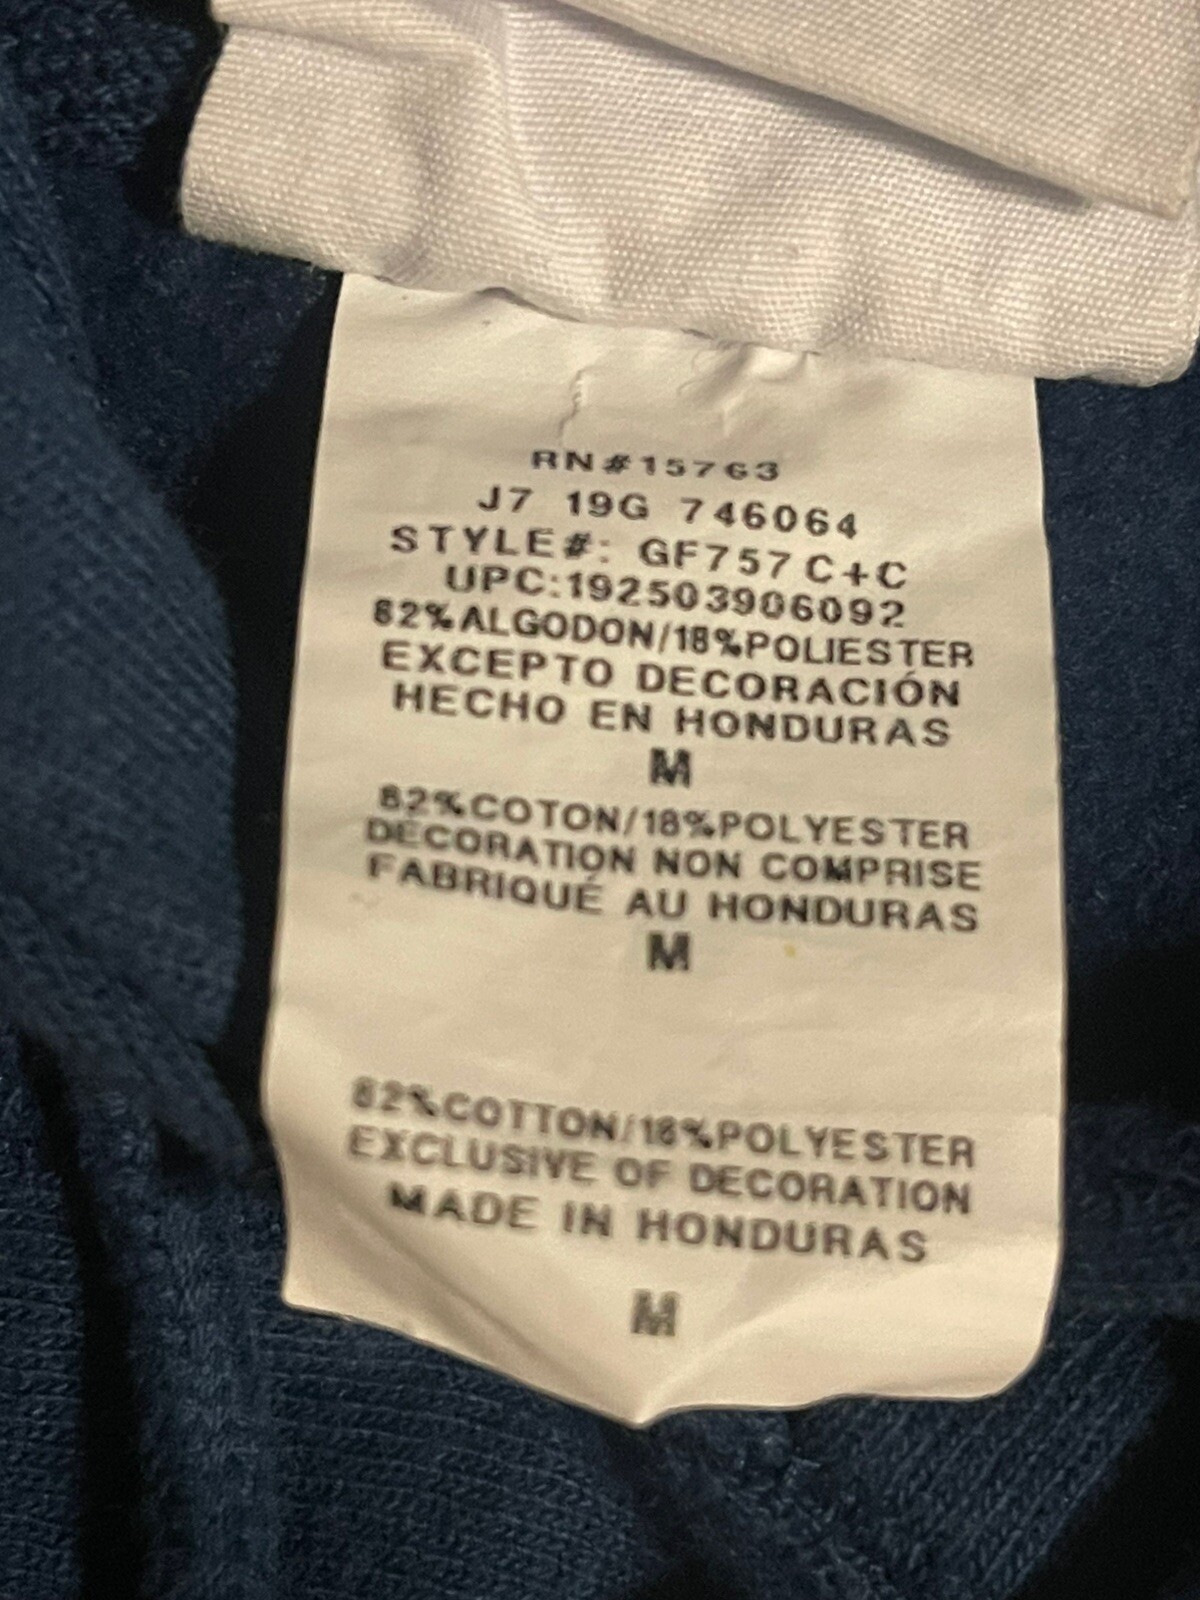 RN#15763
J7 19G 746064
STYLE#: GF757 C+C
UPC:192503906092
82%ALGODON/18%POLIESTER
EXCEPTO DECORACIÓN
HECHO EN HONDURAS
M
82%COTON/18%POLYESTER
DÉCORATION NON COMPRISE
FABRIQUÉ AU HONDURAS
M
82%COTTON/18%POLYESTER
EXCLUSIVE OF DECORATION
MADE IN HONDURAS
M